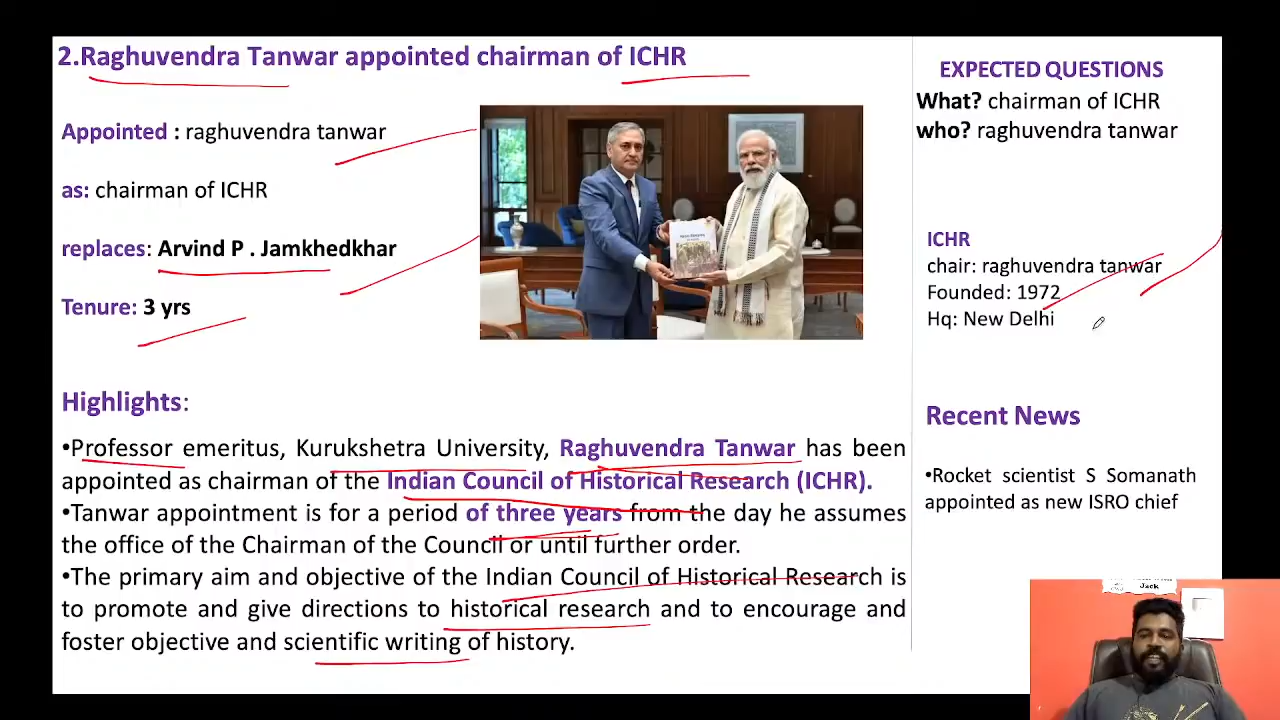 2.Raghuvendra Tanwar appointed chairman of ICHR
Appointed : raghuvendra tanwar
as: chairman of ICHR
replaces: Arvind P . Jamkhedkhar
Tenure: 3 yrs
Highlights:
•Professor emeritus, Kurukshetra University, Raghuvendra Tanwar has been
appointed as chairman of the Indian Council of Historical Research (ICHR).
•Tanwar appointment is for a period of three years from the day he assumes
the office of the Chairman of the Council or until further order.
•The primary aim and objective of the Indian Council of Historical Research is
to promote and give directions to historical research and to encourage and
foster objective and scientific writing of history.
EXPECTED QUESTIONS
What? chairman of ICHR
who? raghuvendra tanwar
ICHR
chair: raghuvendra tanwar
Founded: 1972
Hq: New Delhi
Recent News
•Rocket scientist S Somanath
appointed as new ISRO chief
Jack